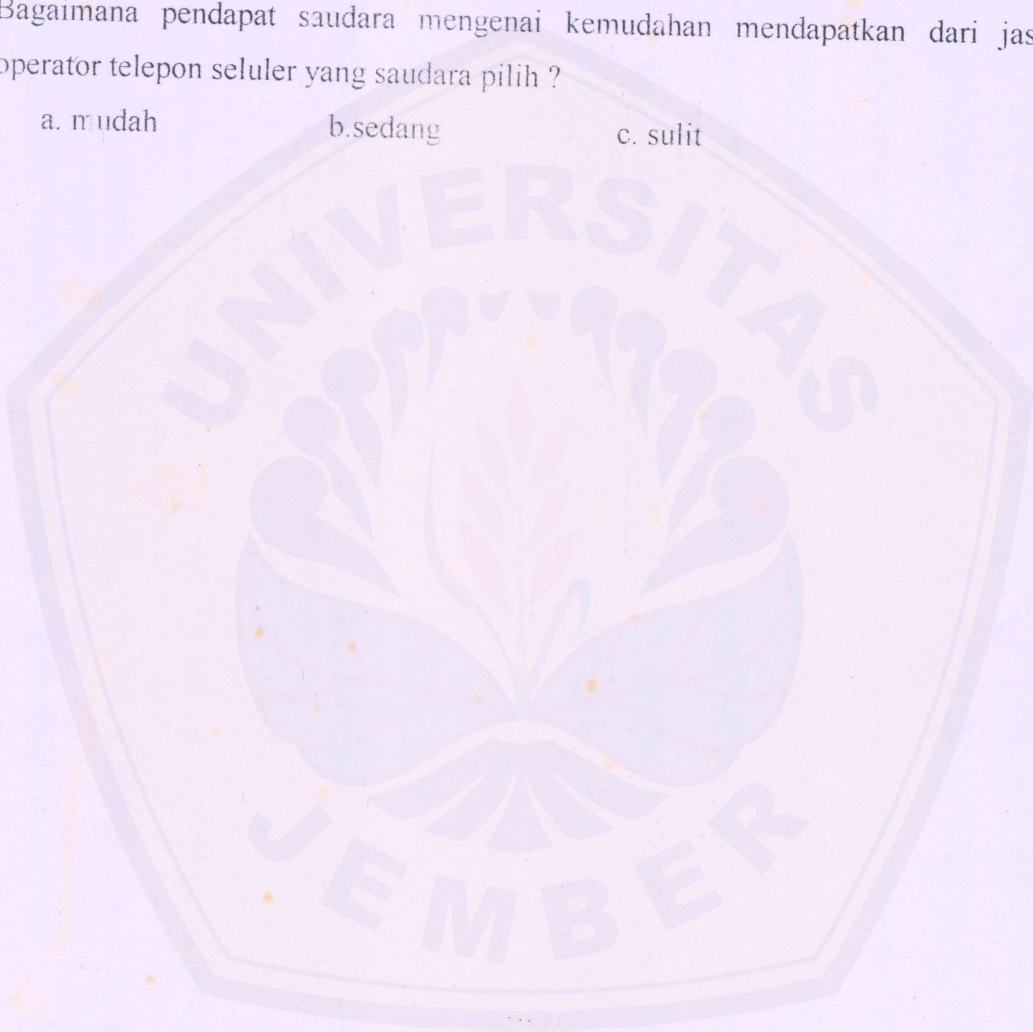 Bagaimana pendapat saudara mengenai kemudahan mendapatkan dari jas
operator telepon seluler yang saudara pilih ?
a. mudah b.sedang c. sulit
UNIVERSITAS
JEMBER